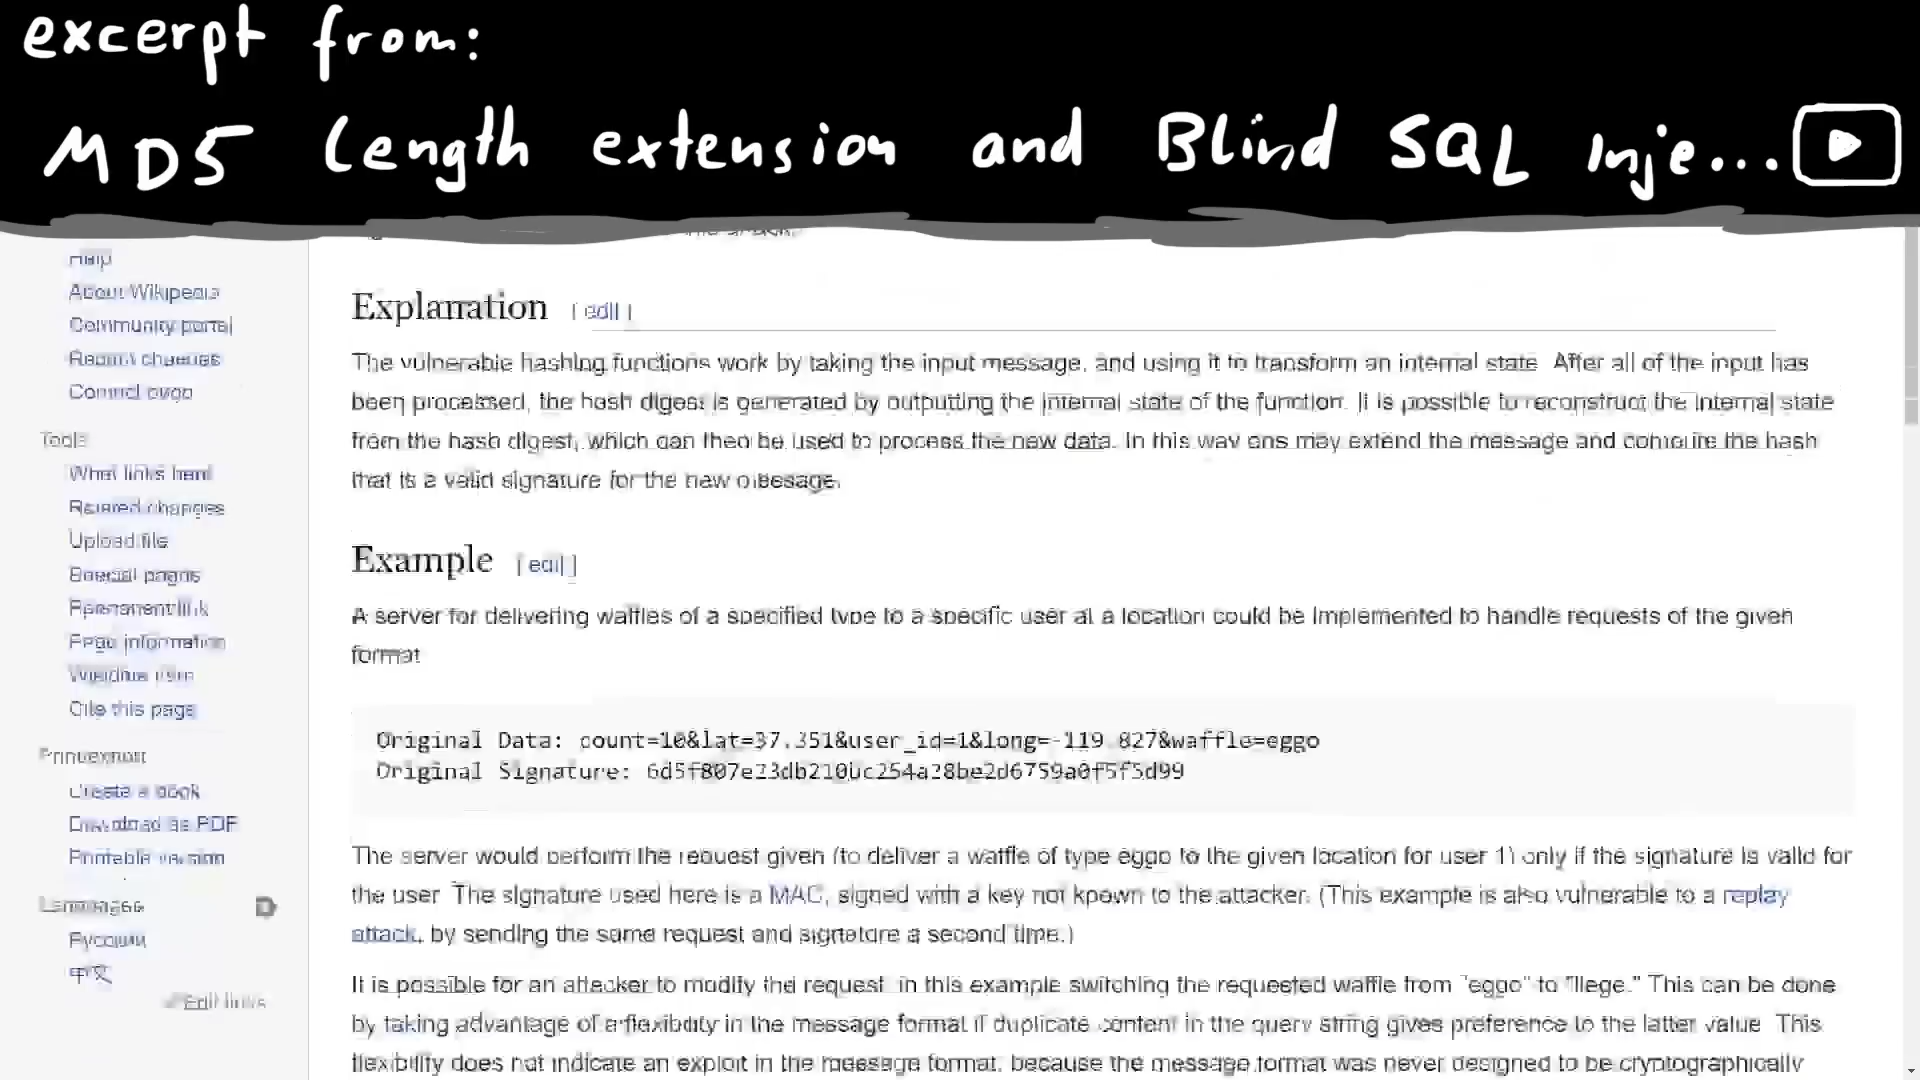 excerpt from:
MD5 Length extension and Blind SQL Inje...
Help
About Wikipedia
Community portal
Recent changes
Tools
What links here
Related changes
Upload file
Special pages
Permanent link
Page information
Cite this page
Create a book
Download as PDF
Printable version
Languages
Русский
中文
Edit links
Explanation [ edit ]
The vulnerable hashing functions work by taking the input message, and using it to transform an internal state. After all of the input has
been processed, the hash digest is generated by outputting the internal state of the function. It is possible to reconstruct the internal state
from the hash digest, which can then be used to process the new data. In this way one may extend the message and compute the hash
that is a valid signature for the new message.
Example [ edit ]
A server for delivering waffles of a specified type to a specific user at a location could be implemented to handle requests of the given
format
Original Data: count=10&lat=37.351&user_id=1&long=-119.827&waffle=eggo
Original Signature: 6d5f807e23db210bc254a28be2d6759a0f5f5d99
The server would perform the request given (to deliver a waffle of type eggo to the given location for user 1) only if the signature is valid for
the user. The signature used here is a MAC, signed with a key not known to the attacker. (This example is also vulnerable to a replay
attack, by sending the same request and signature a second time.)
It is possible for an attacker to modify the request, in this example switching the requested waffle from "eggo" to "liege." This can be done
by taking advantage of a flexibility in the message format if duplicate content in the query string gives preference to the latter value. This
flexibility does not indicate an exploit in the message format, because the message format was never designed to be cryptographically